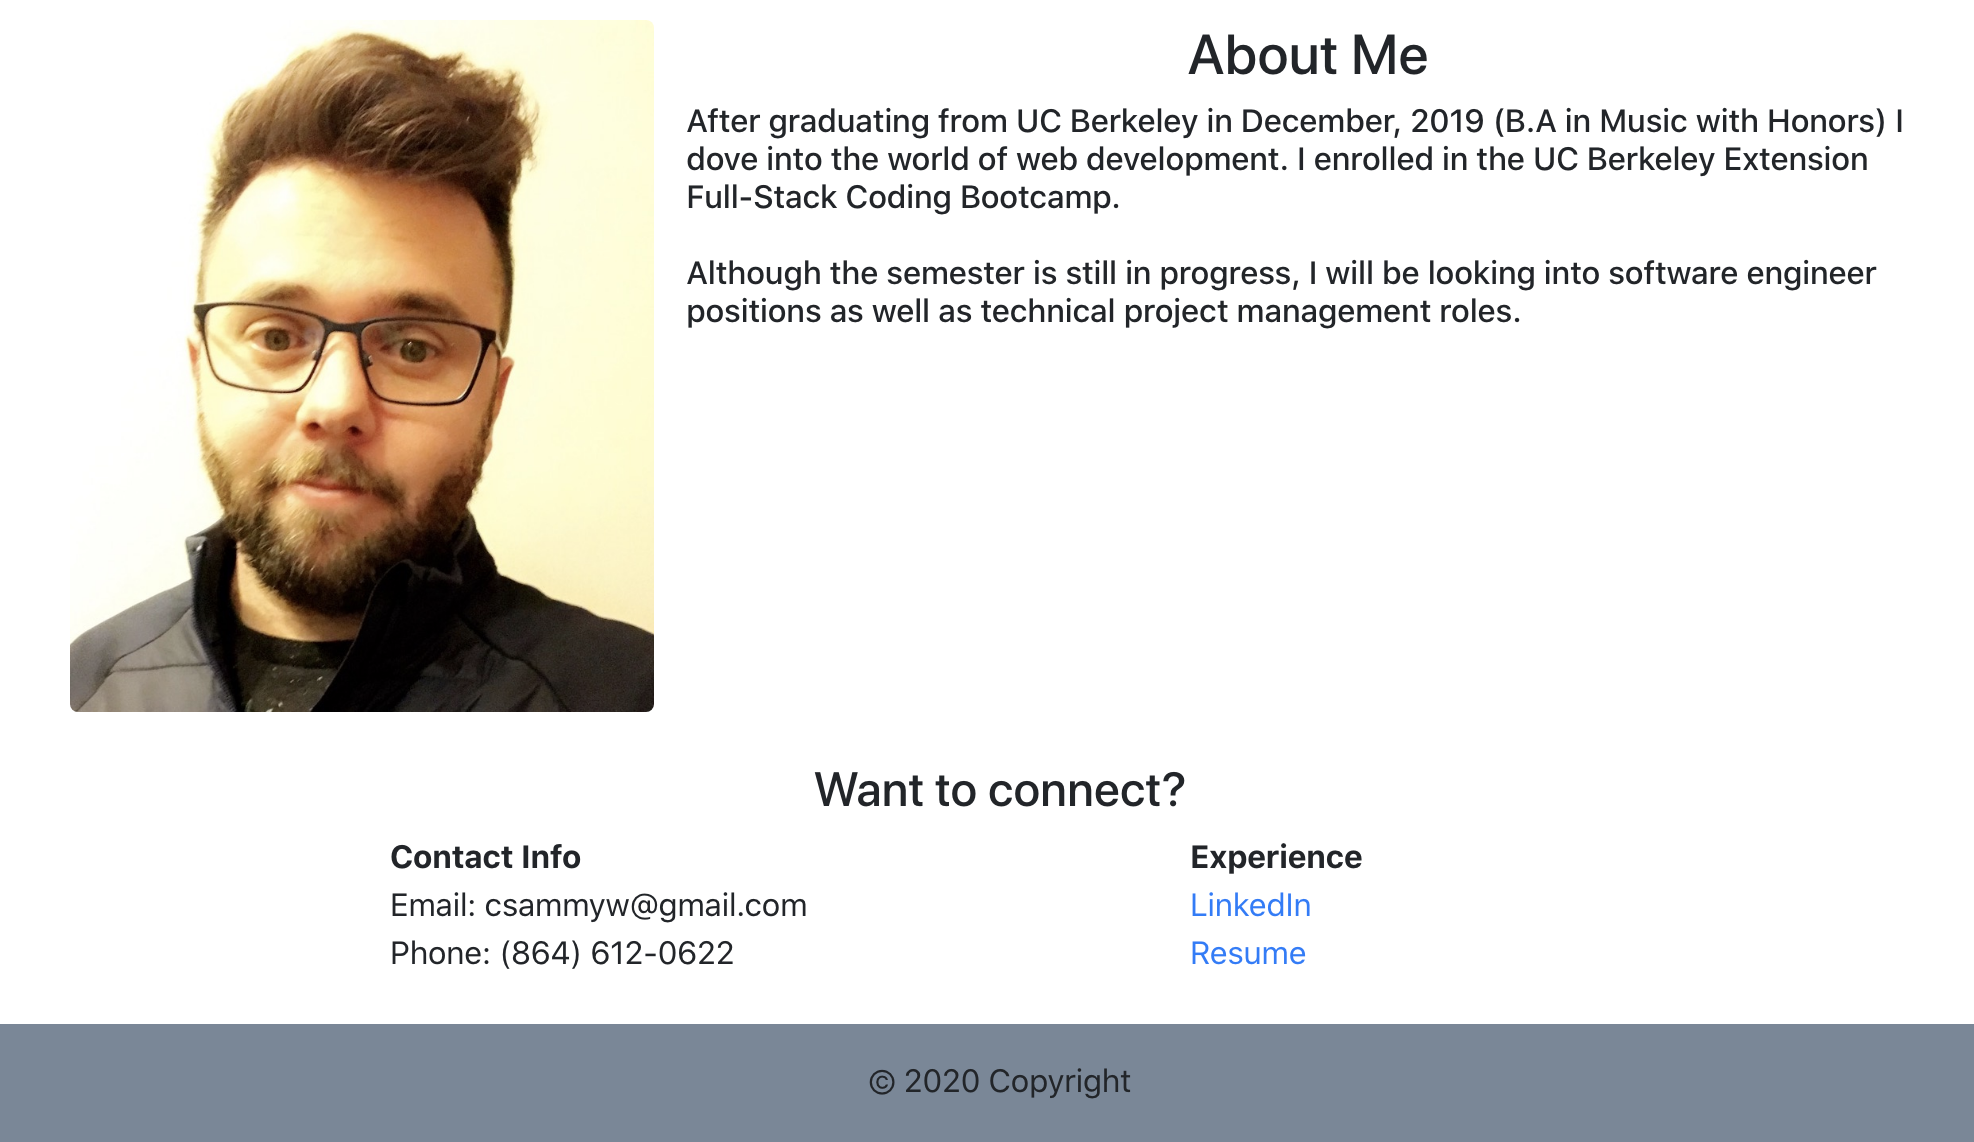 About Me
After graduating from UC Berkeley in December, 2019 (B.A in Music with Honors) I
dove into the world of web development. I enrolled in the UC Berkeley Extension
Full-Stack Coding Bootcamp.
Although the semester is still in progress, I will be looking into software engineer
positions as well as technical project management roles.
Want to connect?
Contact Info
Email: csammyw@gmail.com
Phone: (864) 612-0622
Experience
LinkedIn
Resume
© 2020 Copyright